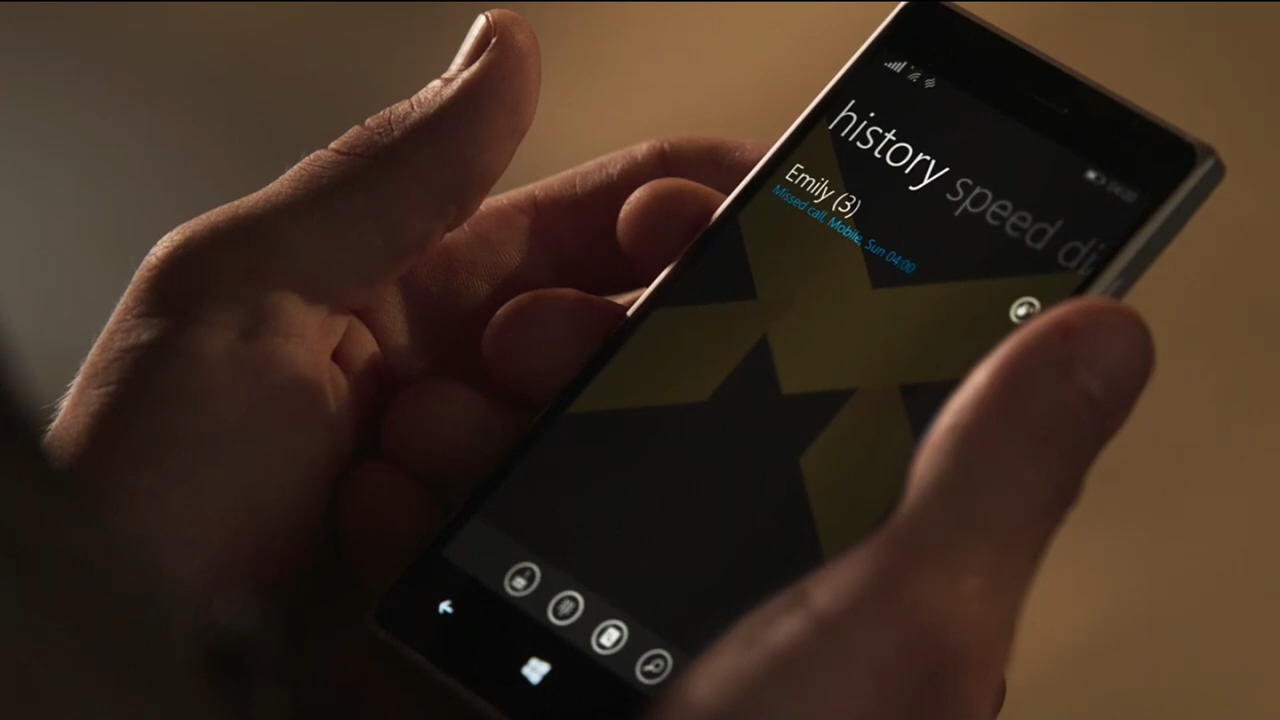 history speed di
Emily (3)
Missed call, Mobile, Sun 04:00